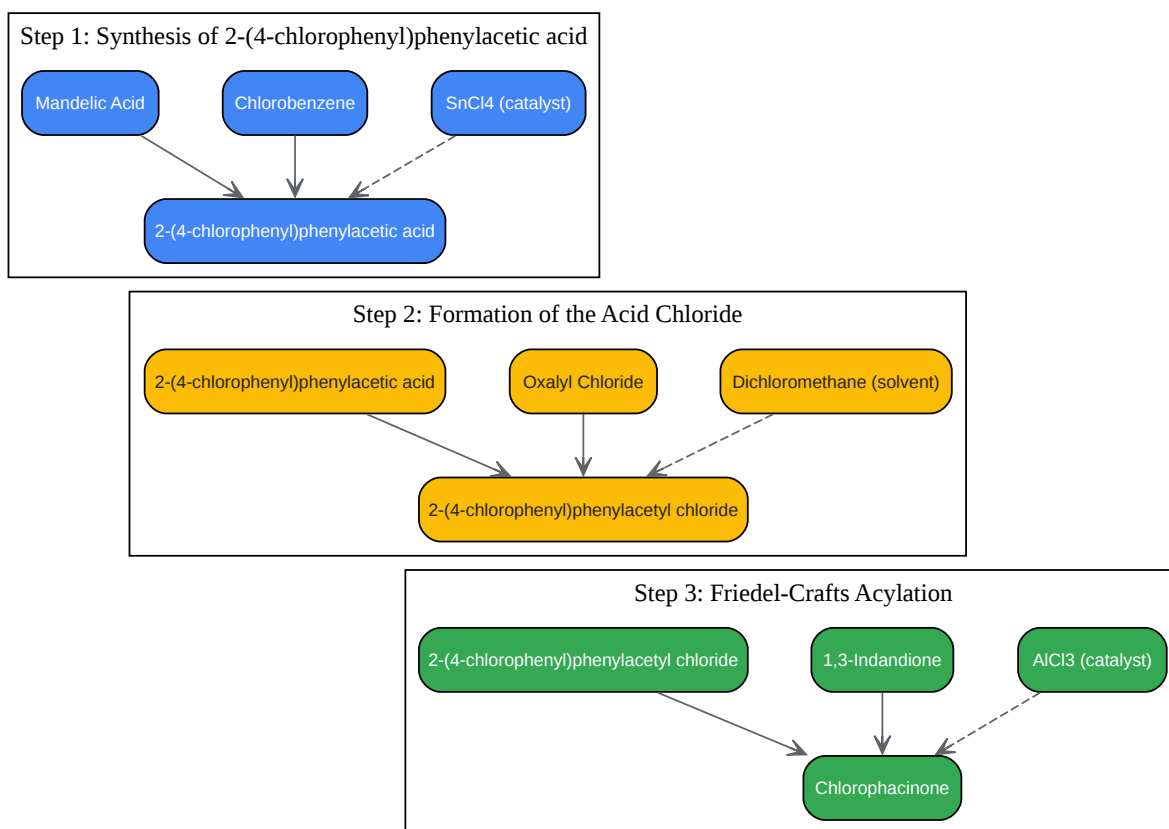 Step 1: Synthesis of 2-(4-chlorophenyl)phenylacetic acid
Mandelic Acid
Chlorobenzene
SnCl4 (catalyst)
2-(4-chlorophenyl)phenylacetic acid
Step 2: Formation of the Acid Chloride
2-(4-chlorophenyl)phenylacetic acid
Oxalyl Chloride
Dichloromethane (solvent)
2-(4-chlorophenyl)phenylacetyl chloride
Step 3: Friedel-Crafts Acylation
2-(4-chlorophenyl)phenylacetyl chloride
1,3-Indandione
AlCl3 (catalyst)
Chlorophacinone